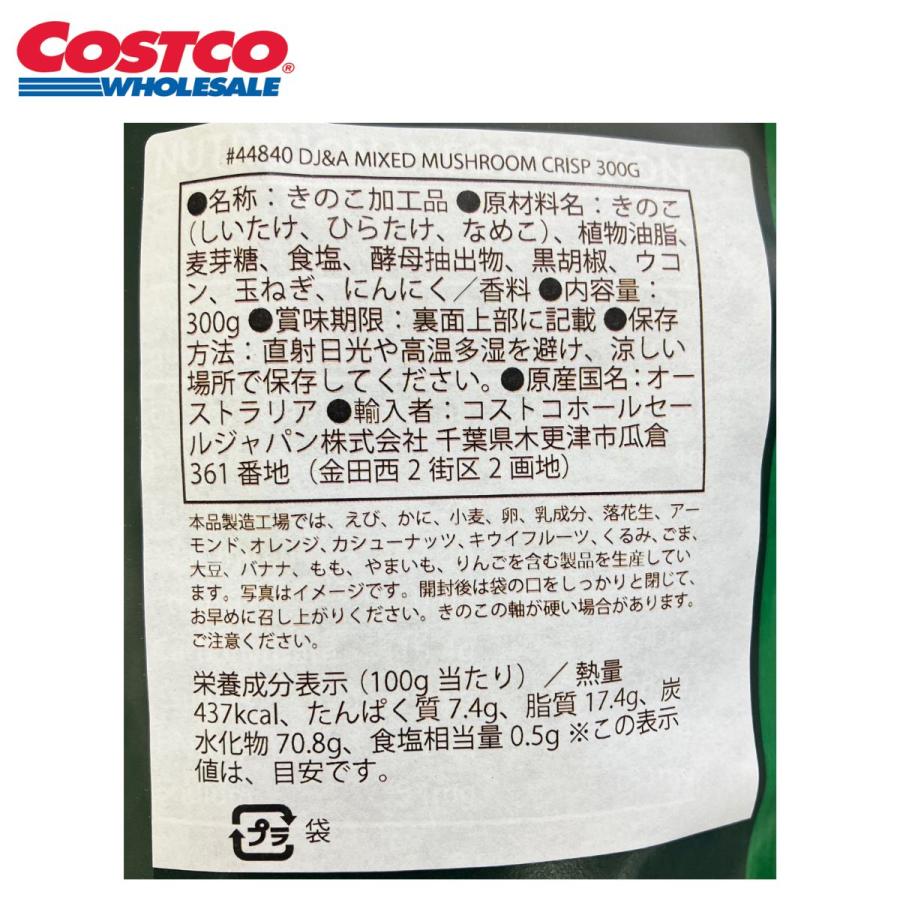 COSTCO
WHOLESALE
#44840 DJ&A MIXED MUSHROOM CRISP 300G
●名称：きのこ加工品 ●原材料名：きのこ
(しいたけ、ひらたけ、なめこ)、植物油脂、
麦芽糖、食塩、酵母抽出物、黒胡椒、ウコ
ン、玉ねぎ、にんにく／香料 ●内容量：
300g ●賞味期限：裏面上部に記載 ●保存
方法：直射日光や高温多湿を避け、涼しい
場所で保存してください。●原産国名：オー
ストラリア ●輸入者：コストコホールセー
ルジャパン株式会社 千葉県木更津市瓜倉
361 番地（金田西 2 街区 2 画地）
本品製造工場では、えび、かに、小麦、卵、乳成分、落花生、アー
モンド、オレンジ、カシューナッツ、キウイフルーツ、くるみ、ごま、
大豆、バナナ、もも、やまいも、りんごを含む製品を生産してい
ます。写真はイメージです。開封後は袋の口をしっかりと閉じて、
お早めに召し上がりください。きのこの軸が硬い場合があります。
ご注意ください。
栄養成分表示（100g 当たり）／熱量
437kcal、たんぱく質 7.4g、脂質 17.4g、炭
水化物 70.8g、食塩相当量 0.5g ※この表示
値は、目安です。
プラ 袋